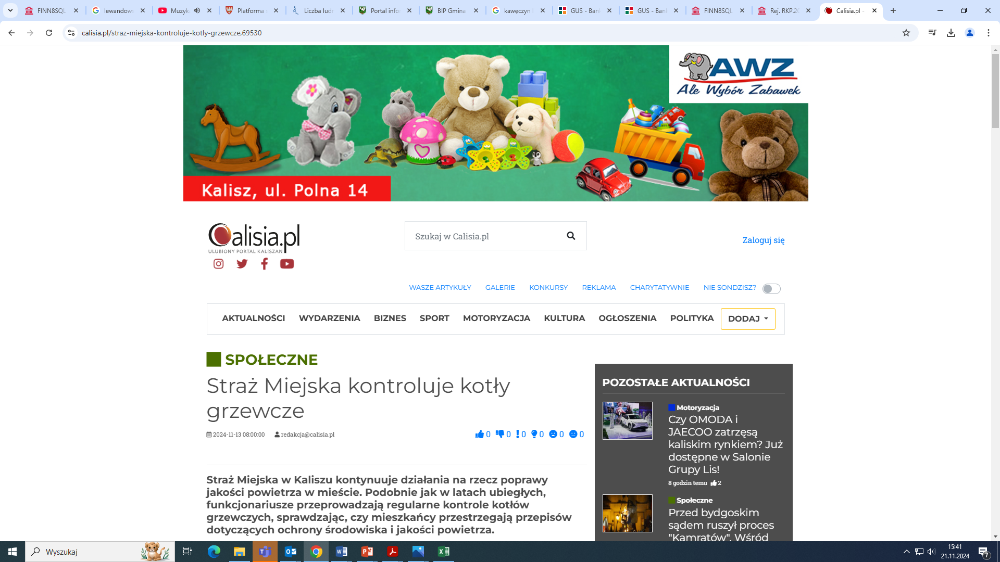 FINN8SQL
lewandows
Muzyk
Platforma
Liczba ludn
Portal infor
BIP Gmina
kawęczyn
GUS - Bank
GUS - Bank
FINN8SQL
Rej. RKP.20
Calisia.pl -
calisia.pl/straz-miejska-kontroluje-kotly-grzewcze,69530
AWZ
Ale Wybór Zabawek
Kalisz, ul. Polna 14
Calisia.pl
ULUBIONY PORTAL KALISZAN
Szukaj w Calisia.pl
Zaloguj się
WASZE ARTYKUŁY GALERIE KONKURSY REKLAMA CHARYTATYWNIE NIE SONDZISZ?
AKTUALNOŚCI WYDARZENIA BIZNES SPORT MOTORYZACJA KULTURA OGŁOSZENIA POLITYKA DODAJ
SPOŁECZNE
Straż Miejska kontroluje kotły
grzewcze
2024-11-13 08:00:00 redakcja@calisia.pl 0 0 0 0 0 0
Straż Miejska w Kaliszu kontynuuje działania na rzecz poprawy
jakości powietrza w mieście. Podobnie jak w latach ubiegłych,
funkcjonariusze przeprowadzają regularne kontrole kotłów
grzewczych, sprawdzając, czy mieszkańcy przestrzegają przepisów
dotyczących ochrony środowiska i jakości powietrza.
POZOSTAŁE AKTUALNOŚCI
Motoryzacja
Czy OMODA i
JAECOO zatrzęsą
kaliskim rynkiem? Już
dostępne w Salonie
Grupy Lis!
8 godzin temu 2
Społeczne
Przed bydgoskim
sądem ruszył proces
"Kamratów". Wśród
Wyszukaj
15:41
21.11.2024
7